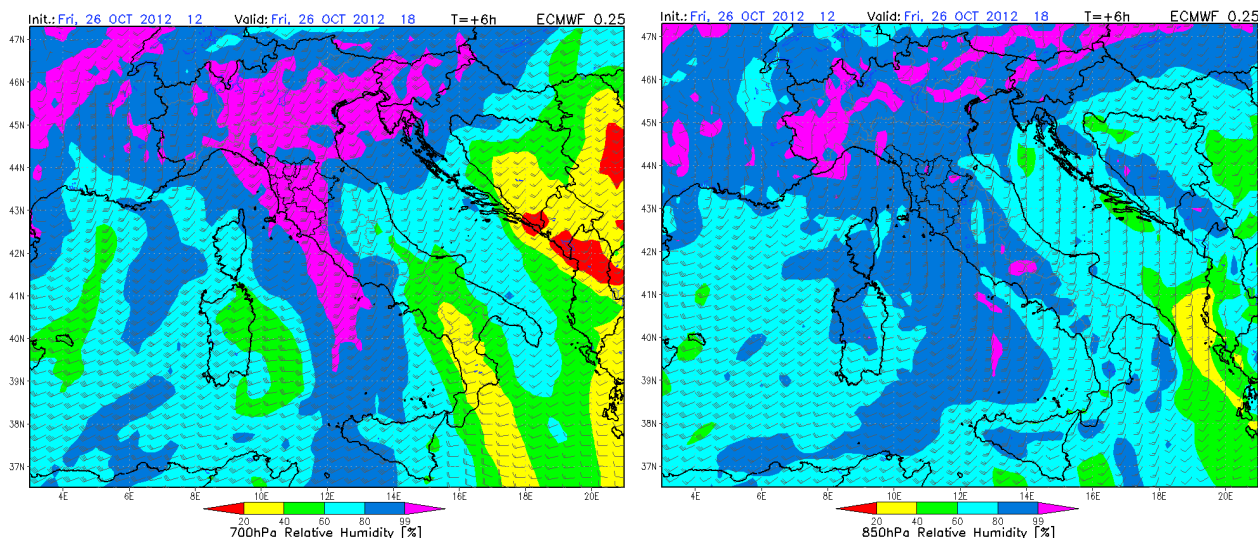 Init.: Fri, 26 OCT 2012 12 Valid: Fri, 26 OCT 2012 18 T=+6h ECMWF 0.25
47N
46N
45N
44N
43N
42N
41N
40N
39N
38N
37N
4E 6E 8E 10E 12E 14E 16E 18E 20E
20 40 60 80 99
700hPa Relative Humidity [%]
Init.: Fri, 26 OCT 2012 12 Valid: Fri, 26 OCT 2012 18 T=+6h ECMWF 0.25
47N
46N
45N
44N
43N
42N
41N
40N
39N
38N
37N
4E 6E 8E 10E 12E 14E 16E 18E 20E
20 40 60 80 99
850hPa Relative Humidity [%]